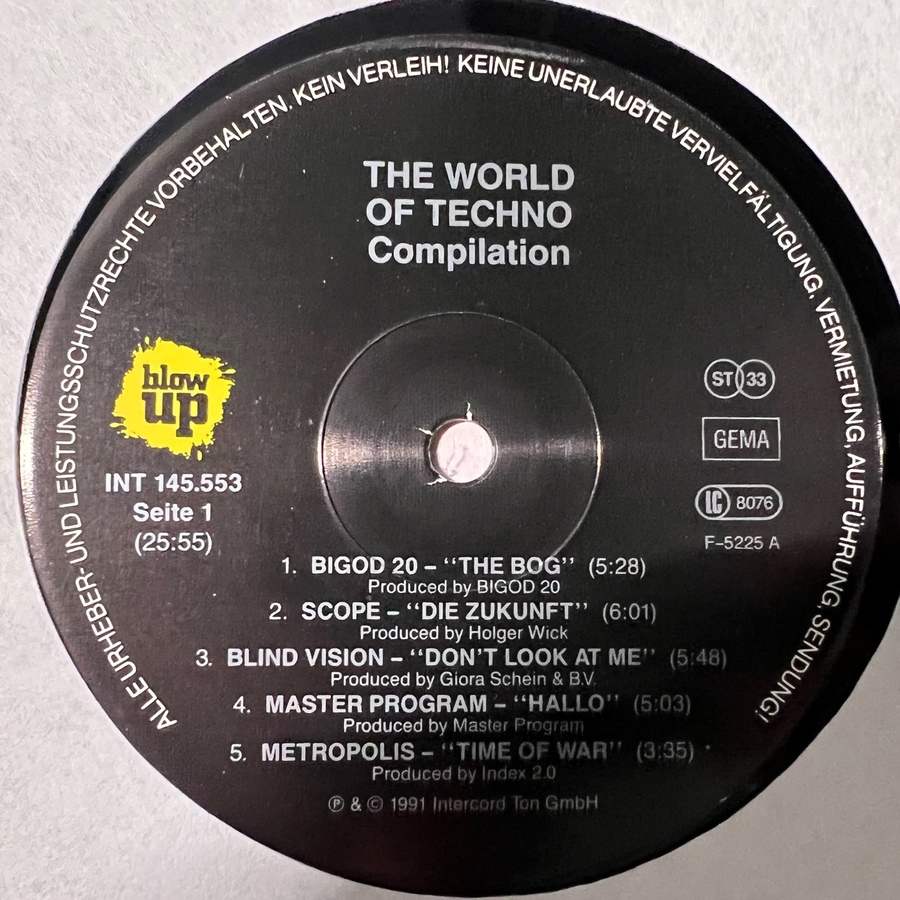 ALLE URHEBER- UND LEISTUNGSSCHUTZRECHTE VORBEHALTEN. KEIN VERLEIH! KEINE UNERLAUBTE VERVIELFÄLTIGUNG, VERMIETUNG, AUFFÜHRUNG, SENDUNG!
THE WORLD
OF TECHNO
Compilation
blow
up
INT 145.553
Seite 1
(25:55)
ST 33
GEMA
LC 8076
F-5225 A
1. BIGOD 20 – "THE BOG" (5:28)
Produced by BIGOD 20
2. SCOPE – "DIE ZUKUNFT" (6:01)
Produced by Holger Wick
3. BLIND VISION – "DON'T LOOK AT ME" (5:48)
Produced by Giora Schein & B.V.
4. MASTER PROGRAM – "HALLO" (5:03)
Produced by Master Program
5. METROPOLIS – "TIME OF WAR" (3:35)
Produced by Index 2.0
℗ & © 1991 Intercord Ton GmbH